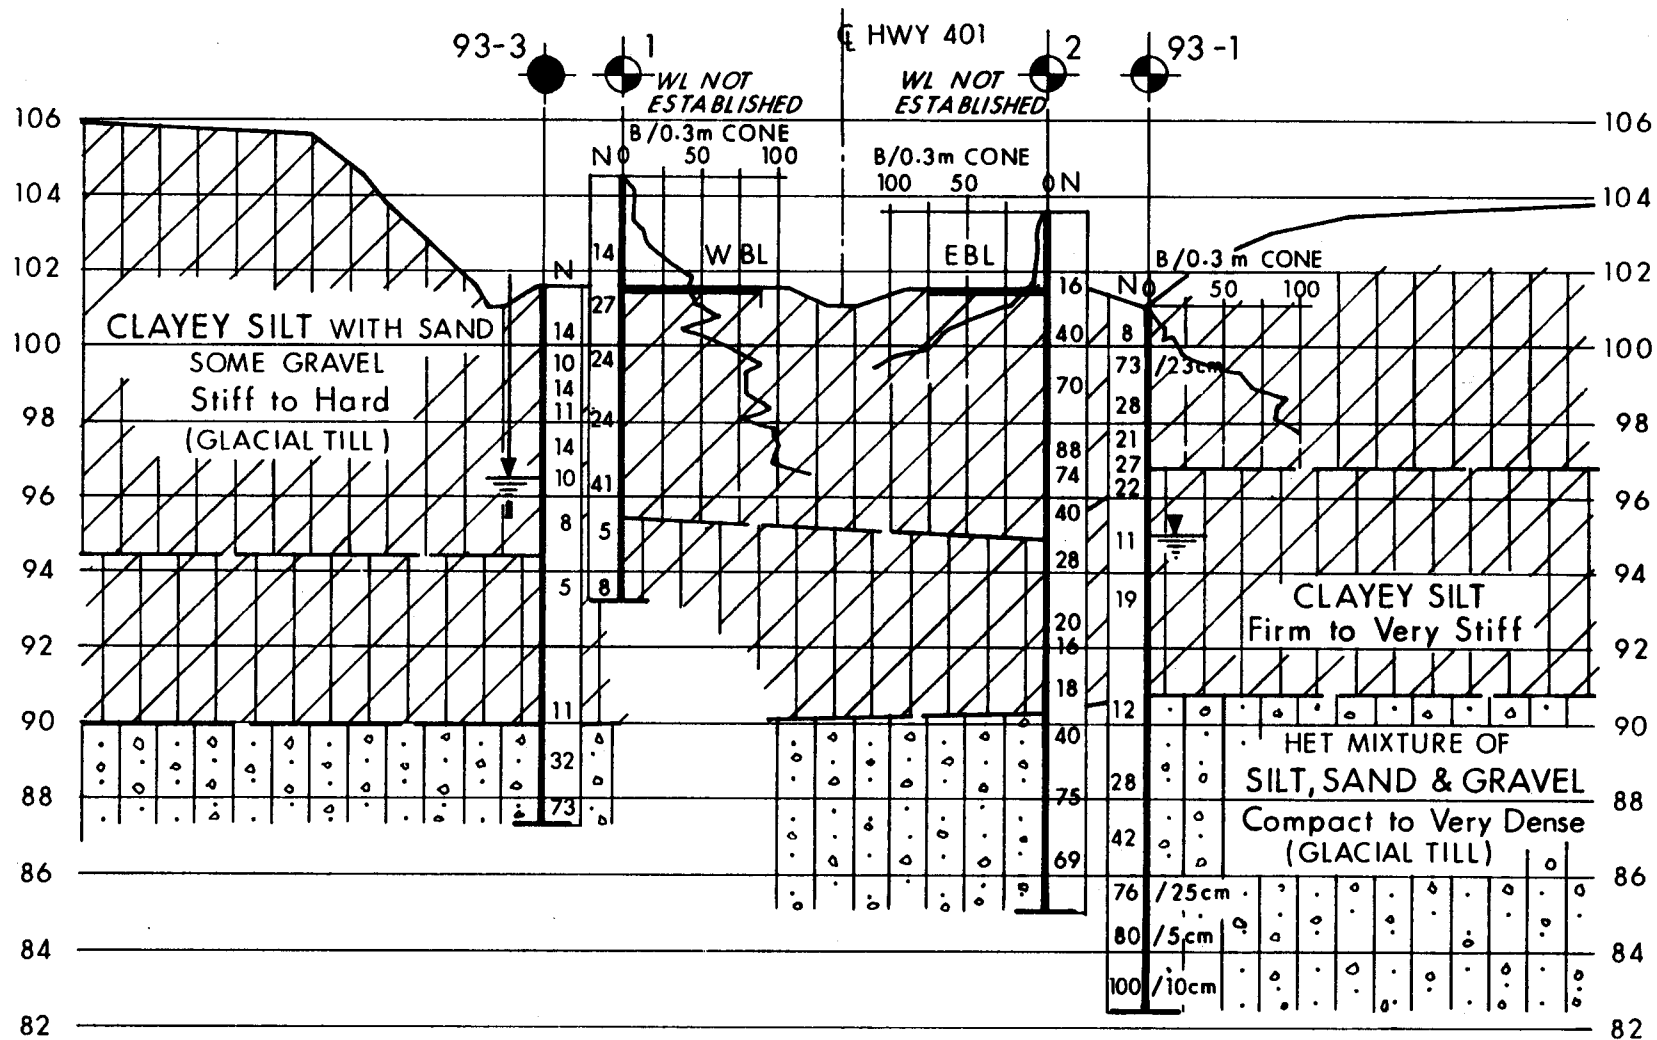 93-3
1
℄ HWY 401
2
93-1
WL NOT
ESTABLISHED
WL NOT
ESTABLISHED
106
106
B/0.3m CONE
N 0 50 100
B/0.3m CONE
100 50 0 N
104
104
14
WBL
EBL
B/0.3 m CONE
102
N
16
N 0 50 100
102
27
CLAYEY SILT WITH SAND
14
40
8
100
100
SOME GRAVEL
10
24
73 /23cm
Stiff to Hard
14
70
28
11
24
98
98
(GLACIAL TILL)
14
88
21
10
41
74
27
22
96
96
8
5
40
11
28
94
94
5
8
19
CLAYEY SILT
20
Firm to Very Stiff
92
16
92
11
18
12
90
90
32
40
HET MIXTURE OF
28
SILT, SAND & GRAVEL
88
73
75
88
42
Compact to Very Dense
69
(GLACIAL TILL)
86
86
76 /25cm
80 /5cm
84
84
100 /10cm
82
82